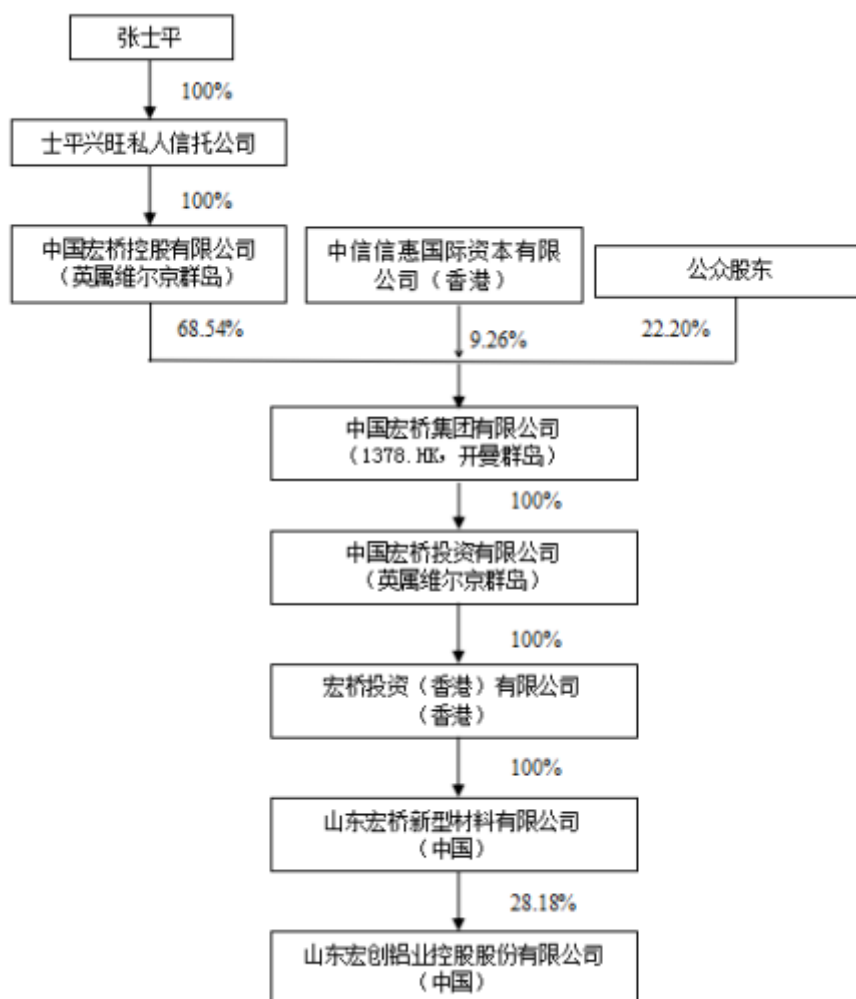 张士平
100%
士平兴旺私人信托公司
100%
中国宏桥控股有限公司
（英属维尔京群岛）
中信信惠国际资本有限
公司（香港）
公众股东
68.54%
9.26%
22.20%
中国宏桥集团有限公司
（1378.HK，开曼群岛）
100%
中国宏桥投资有限公司
（英属维尔京群岛）
100%
宏桥投资（香港）有限公司
（香港）
100%
山东宏桥新型材料有限公司
（中国）
28.18%
山东宏创铝业控股股份有限公司
（中国）